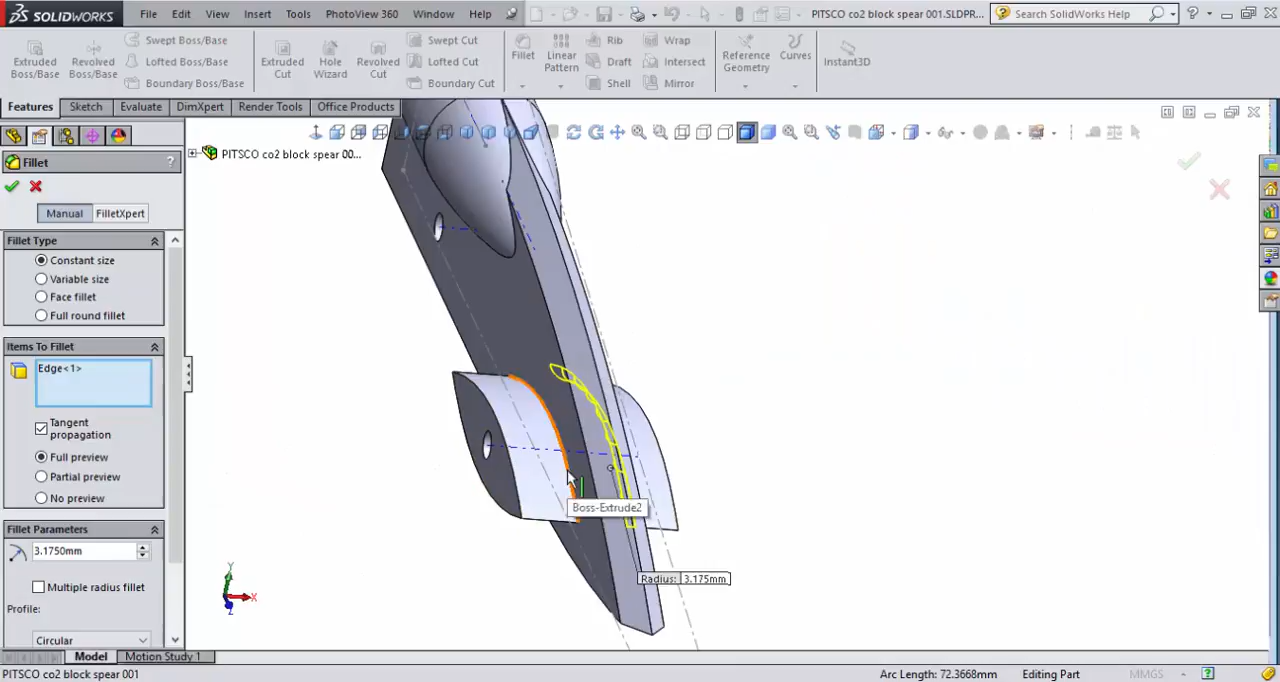 SOLIDWORKS File Edit View Insert Tools PhotoView 360 Window Help PITSCO co2 block spear 001.SLDPR... Search SolidWorks Help
Extruded Boss/Base
Revolved Boss/Base
Swept Boss/Base
Lofted Boss/Base
Boundary Boss/Base
Extruded Cut
Hole Wizard
Revolved Cut
Swept Cut
Lofted Cut
Boundary Cut
Fillet
Linear Pattern
Rib
Draft
Shell
Wrap
Intersect
Mirror
Reference Geometry
Curves
Instant3D
Features Sketch Evaluate DimXpert Render Tools Office Products
PITSCO co2 block spear 00...
Fillet ?
Manual FilletXpert
Fillet Type
Constant size
Variable size
Face fillet
Full round fillet
Items To Fillet
Edge<1>
Tangent
propagation
Full preview
Partial preview
No preview
Fillet Parameters
3.1750mm
Multiple radius fillet
Profile:
Circular
Boss-Extrude2
Radius: 3.175mm
Y
X
Z
Model Motion Study 1
PITSCO co2 block spear 001 Arc Length: 72.3668mm Editing Part MMGS